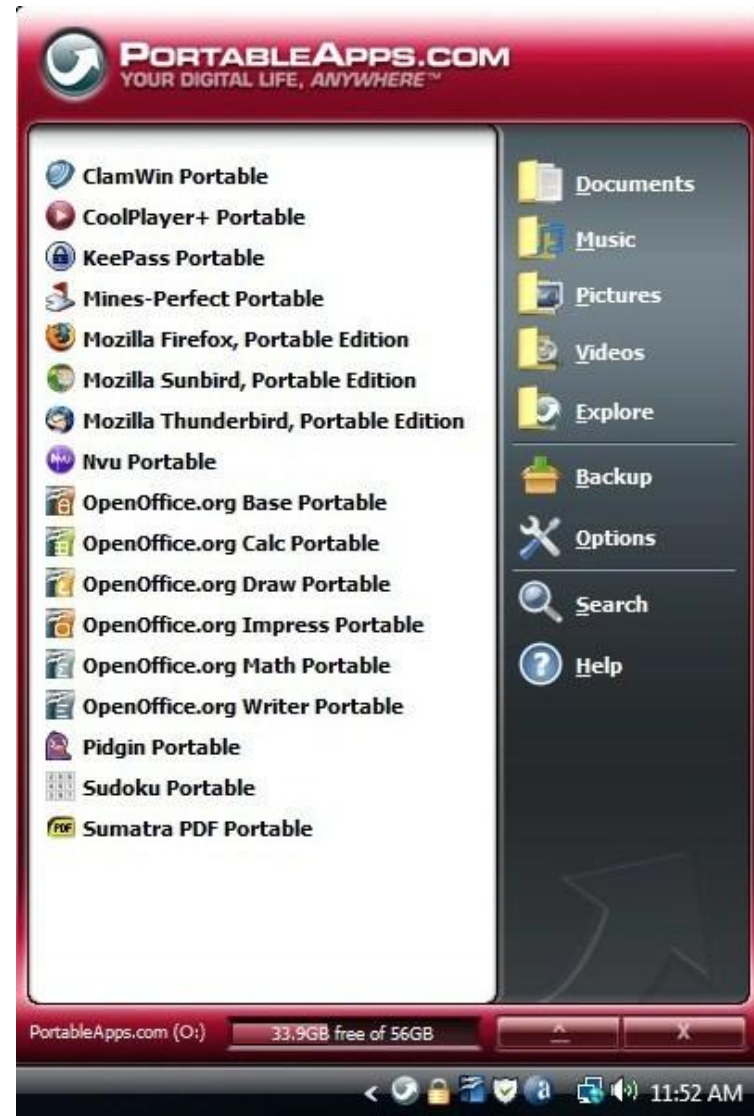 PORTABLEAPPS.COM
YOUR DIGITAL LIFE, ANYWHERE™
ClamWin Portable
CoolPlayer+ Portable
KeePass Portable
Mines-Perfect Portable
Mozilla Firefox, Portable Edition
Mozilla Sunbird, Portable Edition
Mozilla Thunderbird, Portable Edition
Nvu Portable
OpenOffice.org Base Portable
OpenOffice.org Calc Portable
OpenOffice.org Draw Portable
OpenOffice.org Impress Portable
OpenOffice.org Math Portable
OpenOffice.org Writer Portable
Pidgin Portable
Sudoku Portable
PDF Sumatra PDF Portable
Documents
Music
Pictures
Videos
Explore
Backup
Options
Search
Help
PortableApps.com (O:) 33.9GB free of 56GB ^ X
< a 11:52 AM